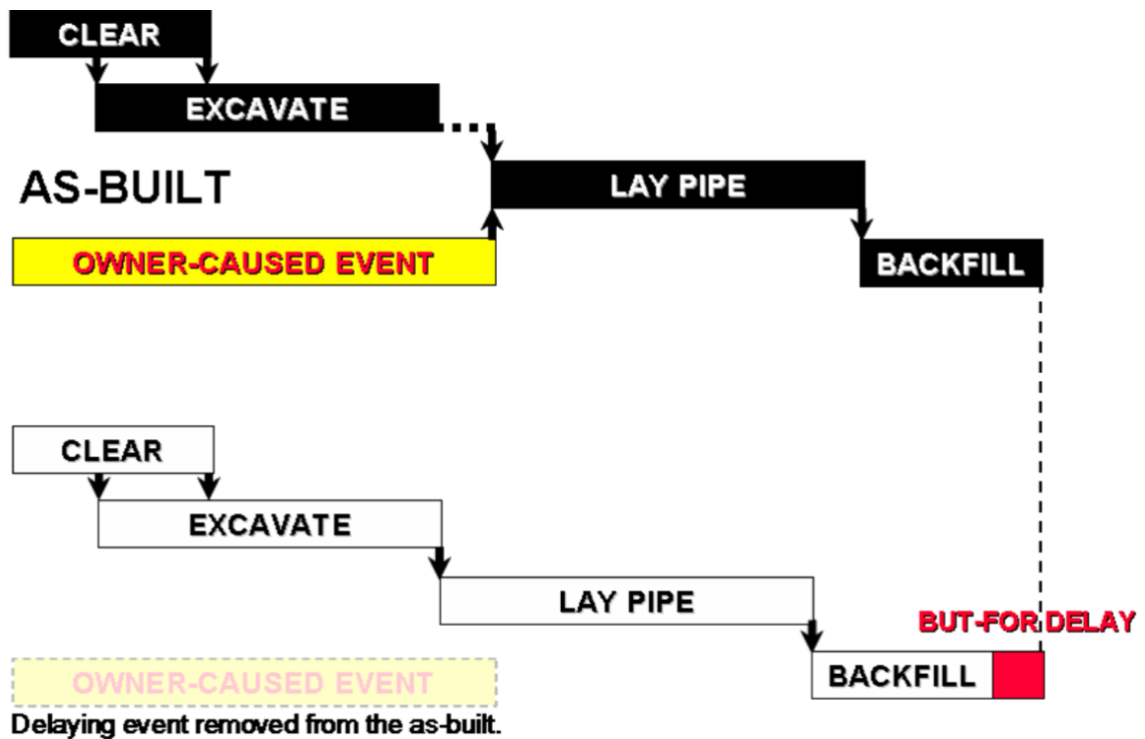 CLEAR
EXCAVATE
AS-BUILT
LAY PIPE
OWNER-CAUSED EVENT
BACKFILL
CLEAR
EXCAVATE
LAY PIPE
BUT-FOR DELAY
OWNER-CAUSED EVENT
BACKFILL
Delaying event removed from the as-built.